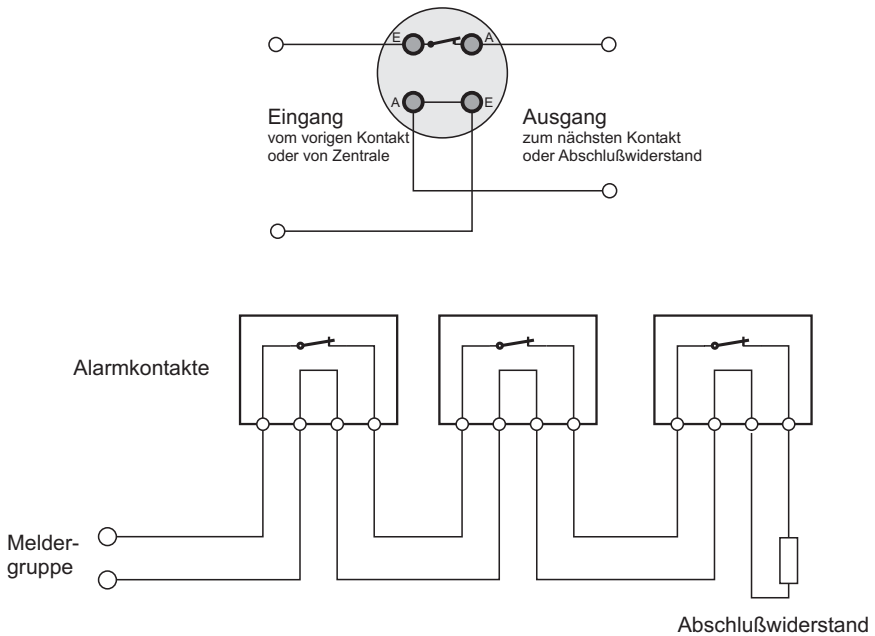 E
A
A
E
Eingang
vom vorigen Kontakt
oder von Zentrale
Ausgang
zum nächsten Kontakt
oder Abschlußwiderstand
Alarmkontakte
Melder-
gruppe
Abschlußwiderstand